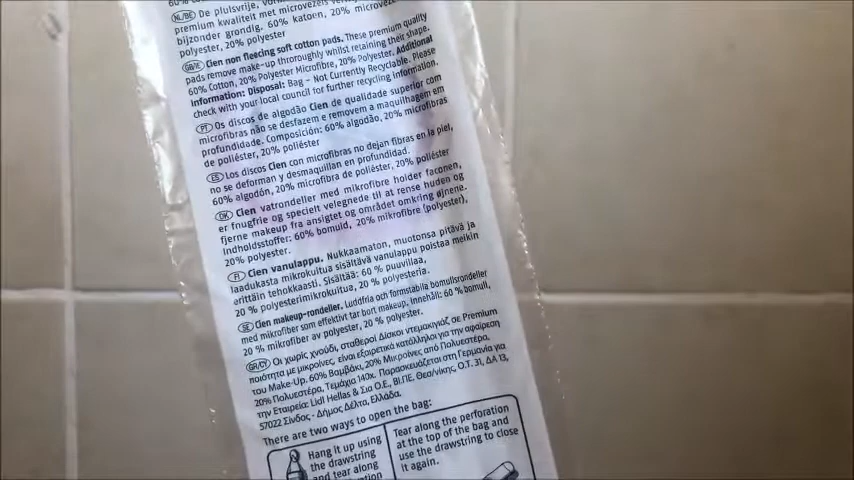 NL/BE De pluisvrije,
premium kwaliteit met microvezels
bijzonder grondig. 60% katoen, 20% microvezel
polyester, 20% polyester.
GB/IE Cien non fleecing soft cotton pads. These premium quality
pads remove make-up throroughly whilst retaining their shape.
60% Cotton, 20% Polyester Microfibre, 20% Polyester. Additional
Information: Disposal: Bag – Not Currently Recyclable. Please
check with your local council for further recycling information.
PT Os discos de algodão Cien de qualidade superior com
microfibras não se desfazem e removem a maquilhagem em
profundidade. Composición: 60% algodão, 20% microfibras
de poliéster, 20% poliéster
ES Los discos Cien con microfibras no dejan fibras en la piel,
no se deforman y desmaquillan en profundidad.
60% algodón, 20% microfibra de poliéster, 20% poliéster
DK Cien vatrondeller med mikrofibre holder faconen,
er fnugfrie og specielt velegnede til at rense huden og
fjerne makeup fra ansigtet og området omkring øjnene.
Indholdsstoffer: 60% bomuld, 20% mikrofibre (polyester),
20% polyester.
FI Cien vanulappu. Nukkaamaton, muotonsa pitävä ja
laadukasta mikrokuitua sisältävä vanulappu poistaa meikin
erittäin tehokkaasti. Sisältää: 60 % puuvillaa,
20 % polyesterimikrokuitua, 20 % polyesteria.
SE Cien makeup-rondeller. Luddfria och formstabila bomullsrondeller
med mikrofiber som effektivt tar bort makeup. Innehåll: 60 % bomull,
20 % mikrofiber av polyester, 20 % polyester.
GR/CY Οι χωρίς χνούδι, σταθεροί Δίσκοι ντεμακιγιάζ σε Premium
ποιότητα με μικροΐνες, είναι εξαιρετικά κατάλληλοι για την αφαίρεση
του Make-Up. 60% Βαμβάκι, 20% Μικροΐνες από Πολυεστέρα,
20% Πολυεστέρα, Τεμάχια 140x. Παρασκευάζεται στη Γερμανία για
την Εταιρεία: Lidl Hellas & Σια Ο.Ε., ΒΙ.ΠΕ. Θεσ/νίκης, Ο.Τ. 31, ΔΑ 13,
57022 Σίνδος - Δήμος Δέλτα, Ελλάδα.
There are two ways to open the bag:
Hang it up using
the drawstring
and tear along
Tear along the perforation
at the top of the bag and
use the drawstring to close
it again.